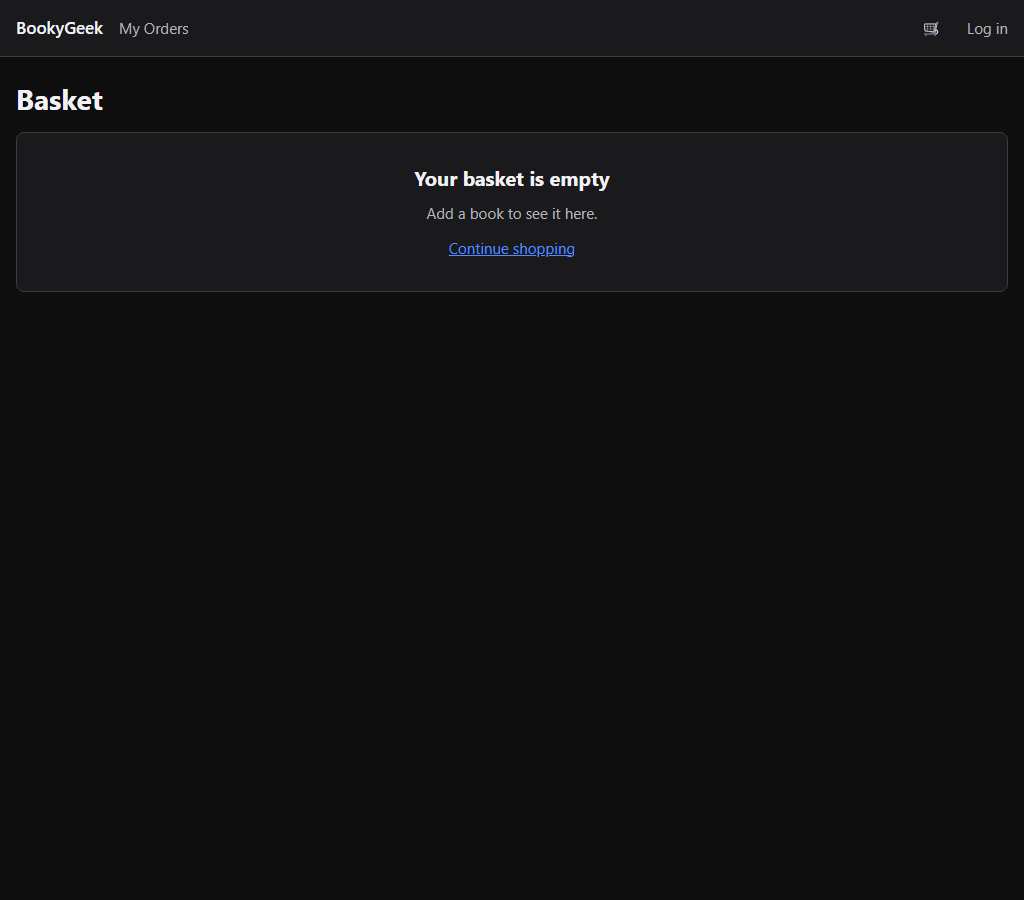 BookyGeek My Orders Log in
Basket
Your basket is empty
Add a book to see it here.
Continue shopping